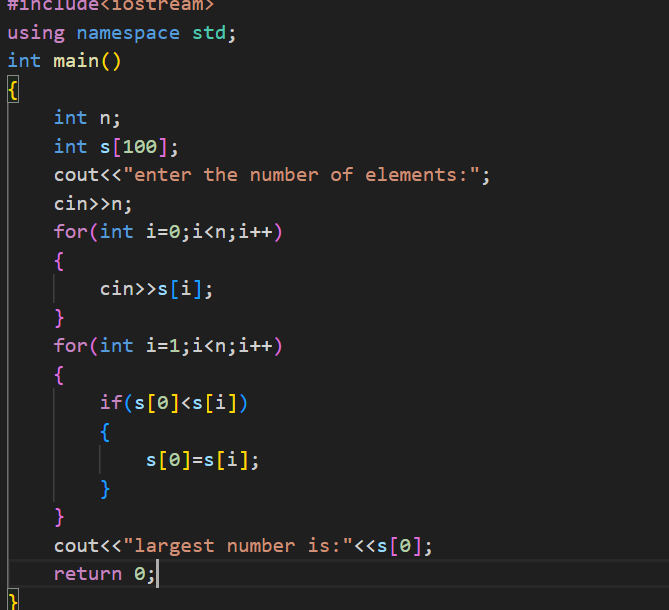 #include<iostream>
using namespace std;
int main()
{
    int n;
    int s[100];
    cout<<"enter the number of elements:";
    cin>>n;
    for(int i=0;i<n;i++)
    {
        cin>>s[i];
    }
    for(int i=1;i<n;i++)
    {
        if(s[0]<s[i])
        {
            s[0]=s[i];
        }
    }
    cout<<"largest number is:"<<s[0];
    return 0;
}